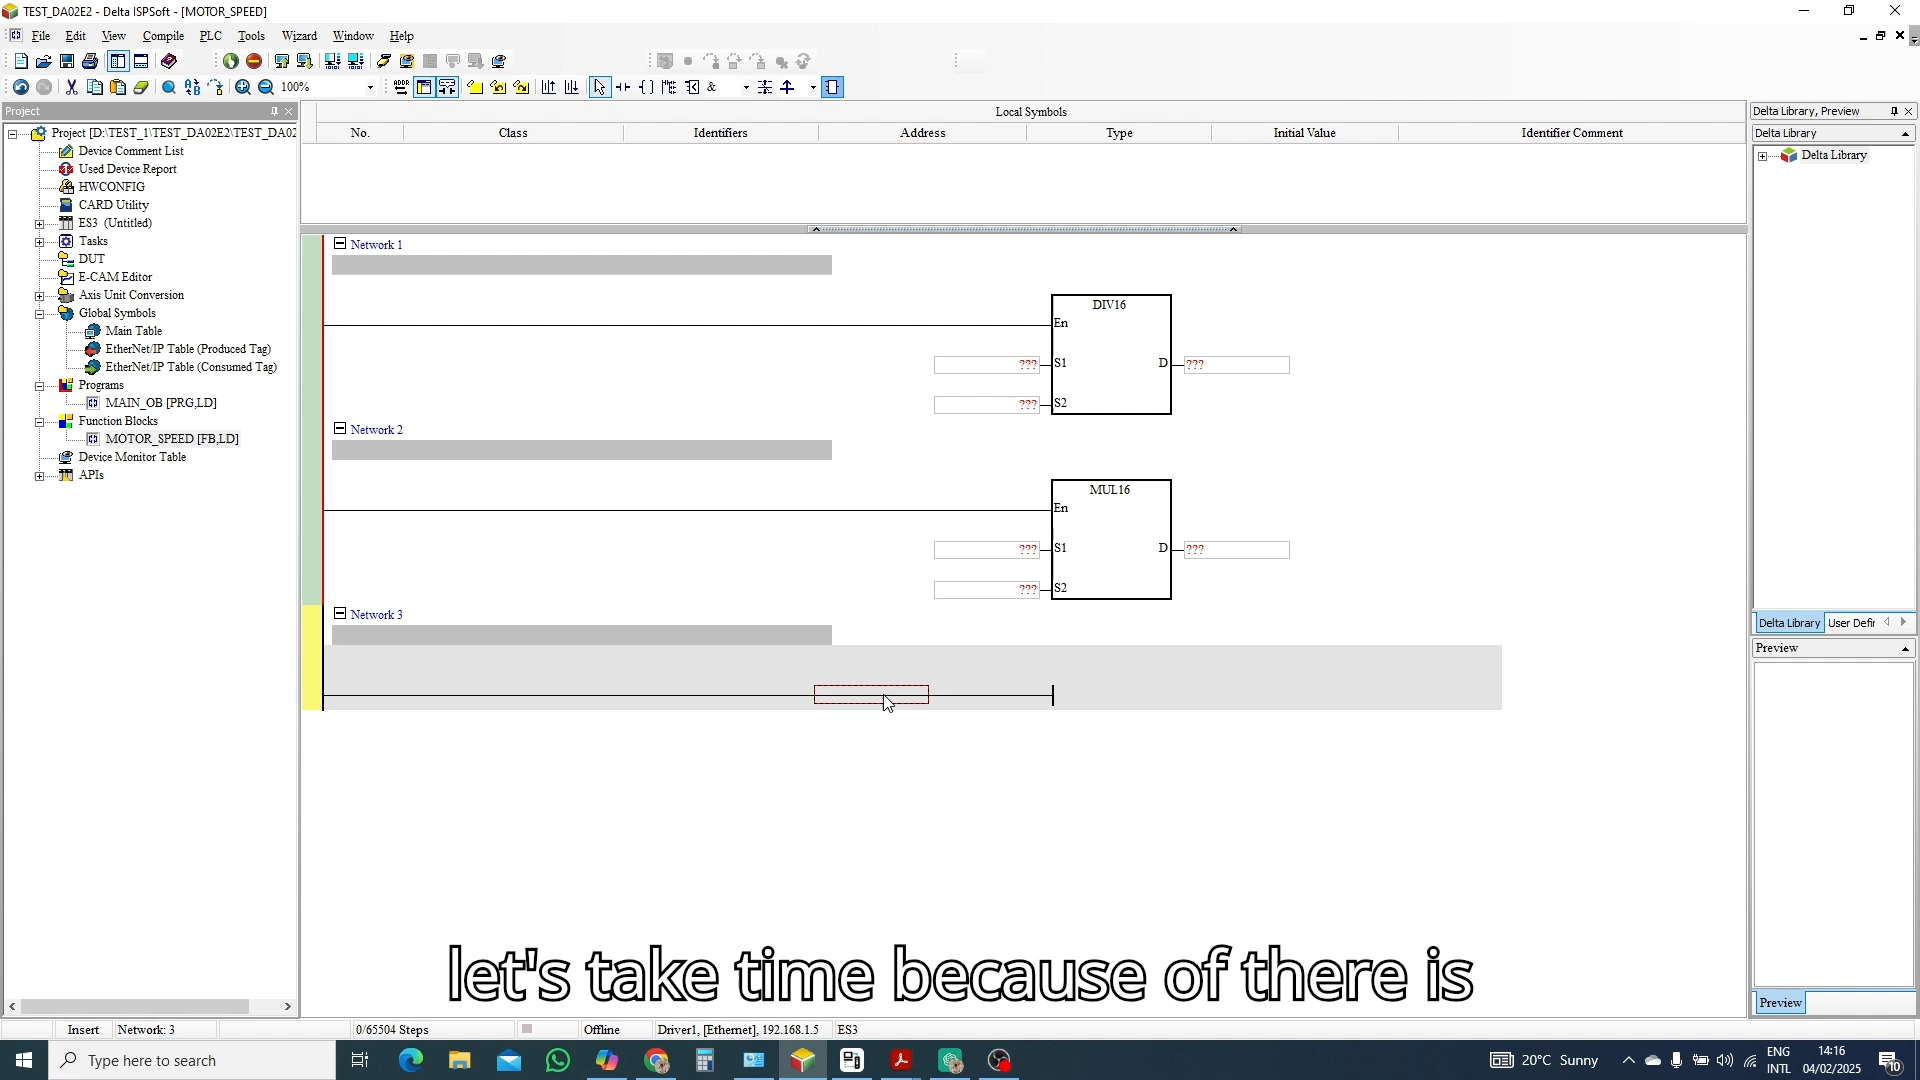 TEST_DA02E2 - Delta ISPSoft - [MOTOR_SPEED]
File Edit View Compile PLC Tools Wizard Window Help
100%
&
Project
Project [D:\TEST_1\TEST_DA02E2\TEST_DA02
Device Comment List
Used Device Report
HWCONFIG
CARD Utility
ES3 (Untitled)
Tasks
DUT
E-CAM Editor
Axis Unit Conversion
Global Symbols
Main Table
EtherNet/IP Table (Produced Tag)
EtherNet/IP Table (Consumed Tag)
Programs
MAIN_OB [PRG,LD]
Function Blocks
MOTOR_SPEED [FB,LD]
Device Monitor Table
APIs
Local Symbols
No. Class Identifiers Address Type Initial Value Identifier Comment
Network 1
DIV16
En
??? S1 D ???
??? S2
Network 2
MUL16
En
??? S1 D ???
??? S2
Network 3
Delta Library, Preview
Delta Library
Delta Library
Delta Library User Defin
Preview
Preview
let's take time because of there is
Insert Network: 3 0/65504 Steps Offline Driver1, [Ethernet], 192.168.1.5 ES3
Type here to search
20°C Sunny
ENG
INTL
14:16
04/02/2025
10